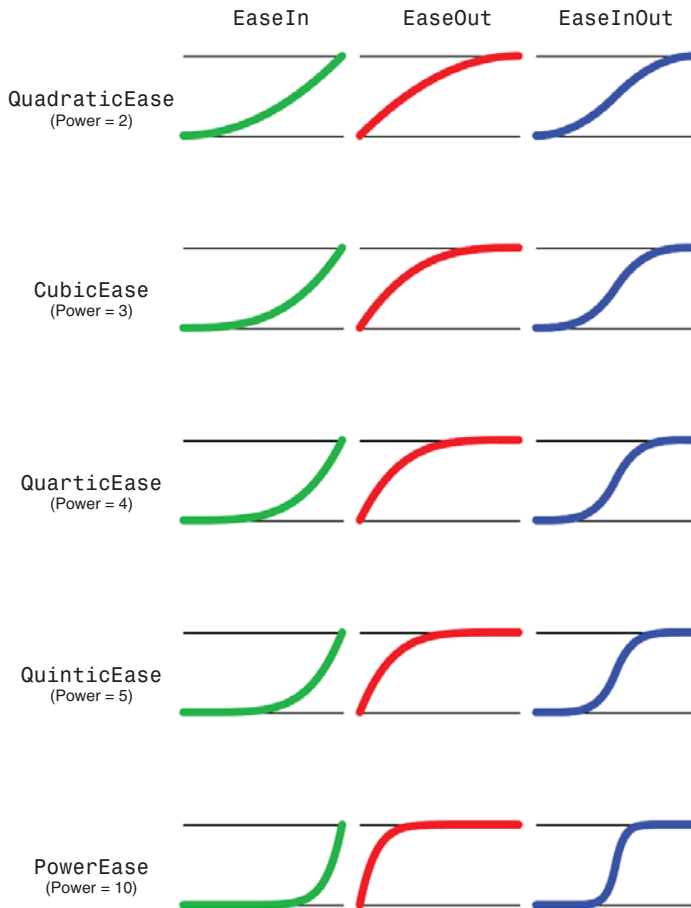 EaseIn EaseOut EaseInOut
QuadraticEase
(Power = 2)
CubicEase
(Power = 3)
QuarticEase
(Power = 4)
QuinticEase
(Power = 5)
PowerEase
(Power = 10)